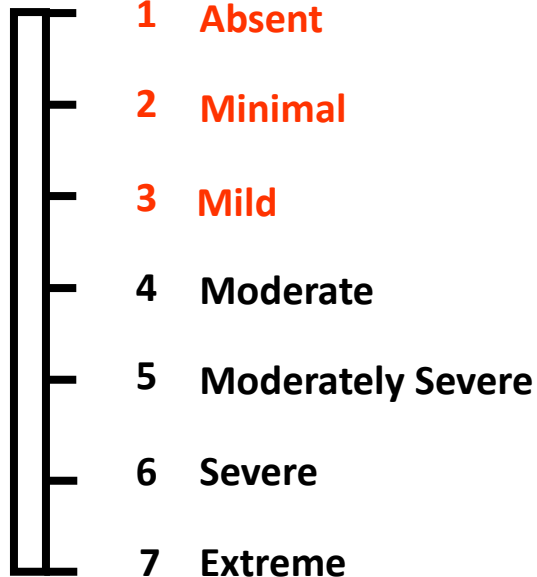 1 Absent
2 Minimal
3 Mild
4 Moderate
5 Moderately Severe
6 Severe
7 Extreme